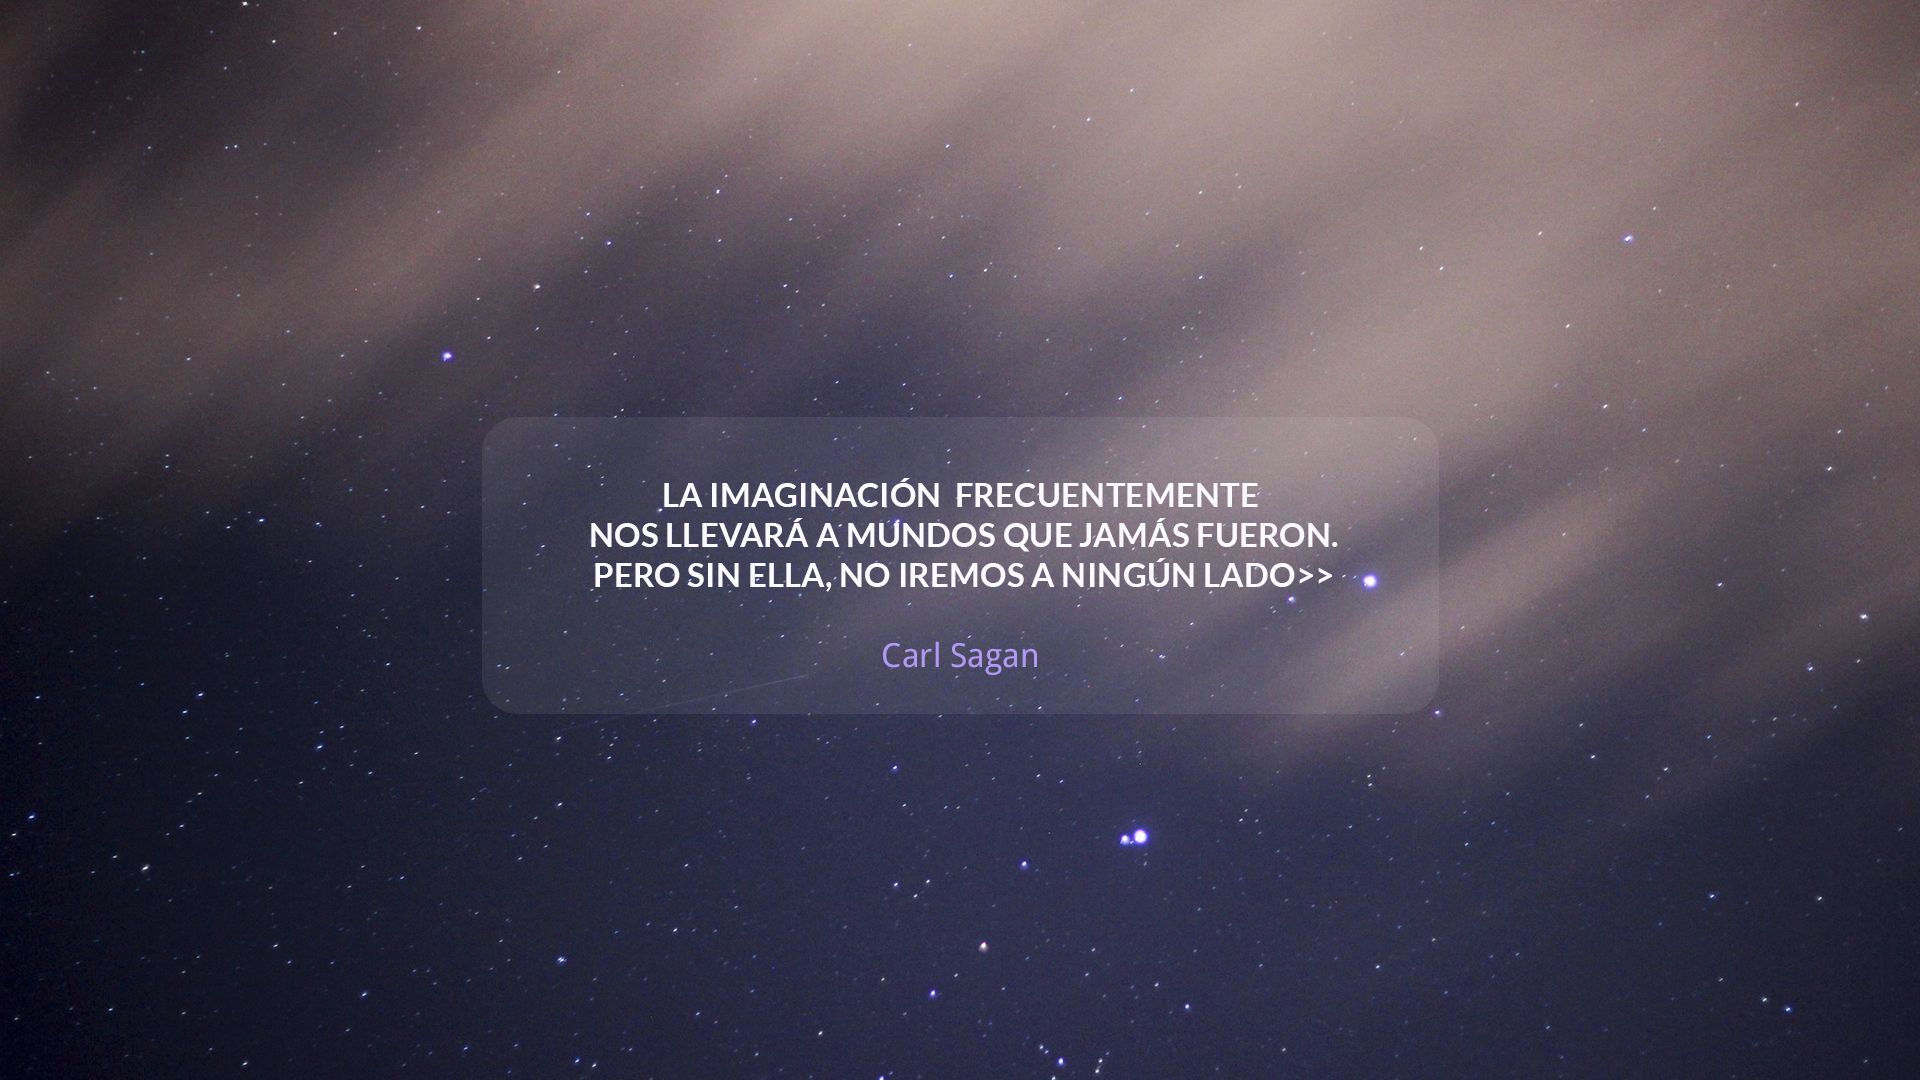 LA IMAGINACIÓN  FRECUENTEMENTE
NOS LLEVARÁ A MUNDOS QUE JAMÁS FUERON.
PERO SIN ELLA, NO IREMOS A NINGÚN LADO>>
Carl Sagan